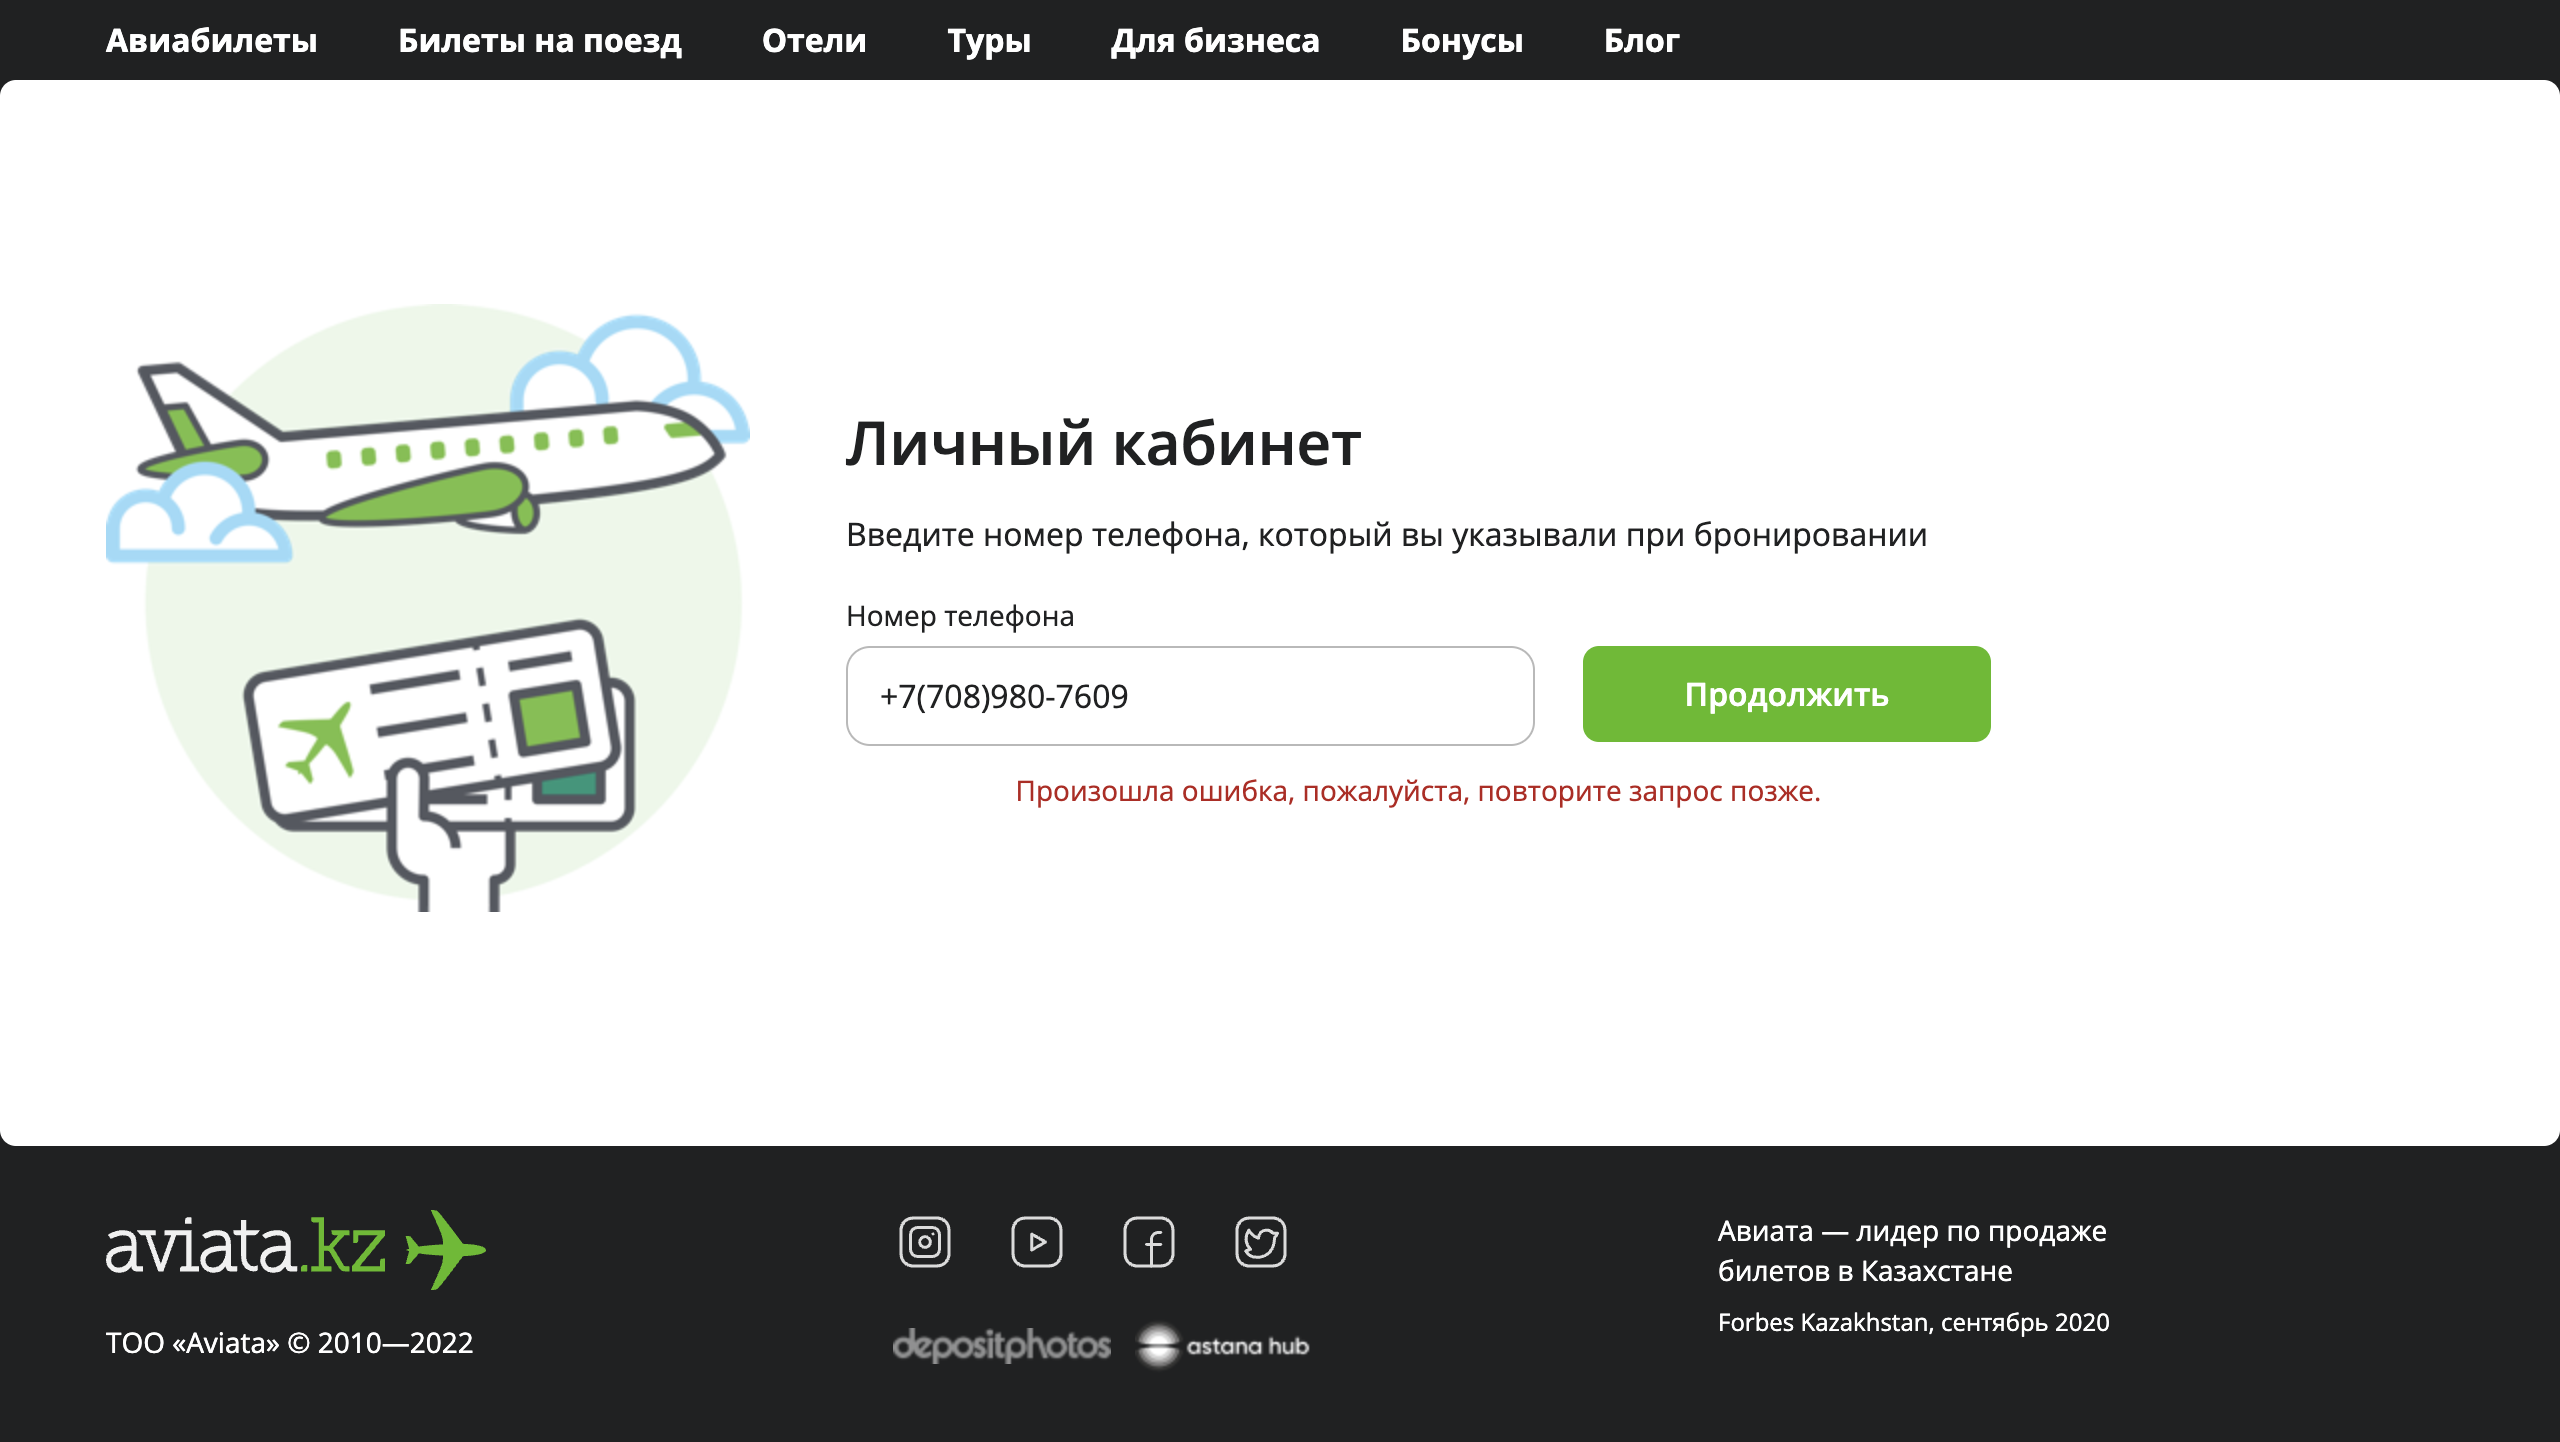 Авиабилеты Билеты на поезд Отели Туры Для бизнеса Бонусы Блог
Личный кабинет
Введите номер телефона, который вы указывали при бронировании
Номер телефона
+7(708)980-7609
Продолжить
Произошла ошибка, пожалуйста, повторите запрос позже.
aviata.kz
ТОО «Aviata» © 2010—2022
depositphotos
astana hub
Авиата — лидер по продаже
билетов в Казахстане
Forbes Kazakhstan, сентябрь 2020